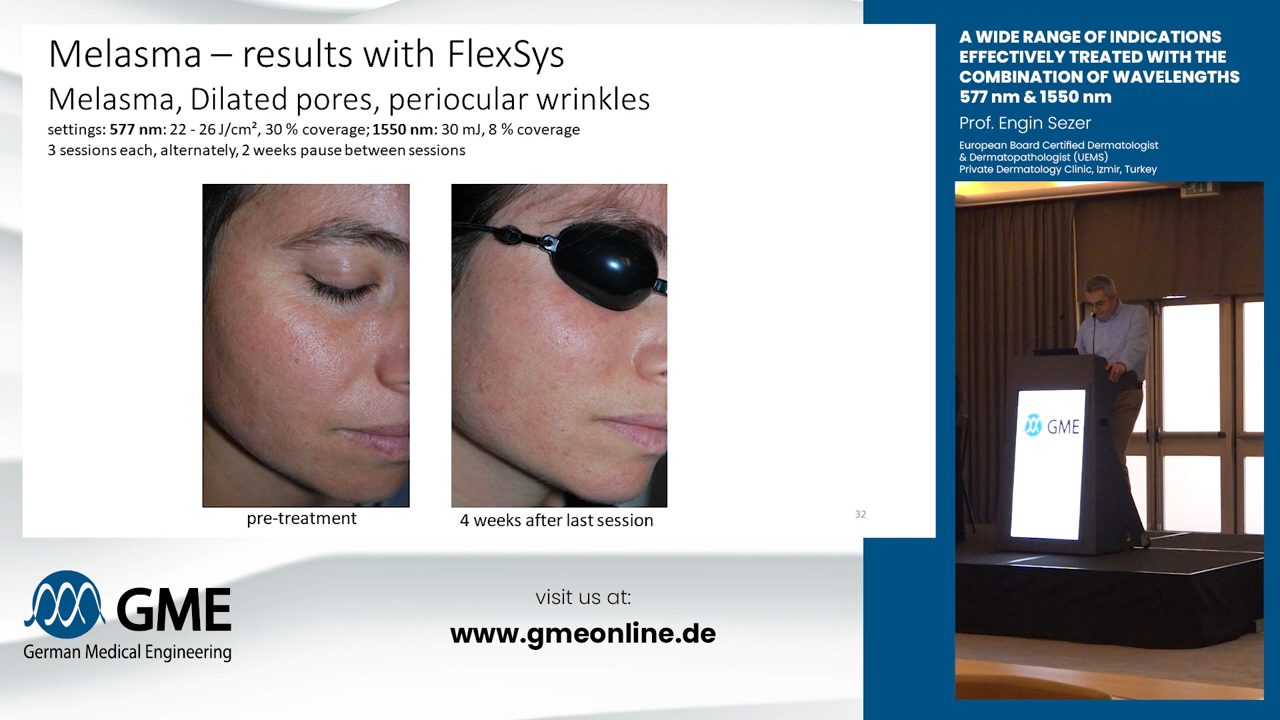 Melasma – results with FlexSys
Melasma, Dilated pores, periocular wrinkles
settings: 577 nm: 22 - 26 J/cm², 30 % coverage; 1550 nm: 30 mJ, 8 % coverage
3 sessions each, alternately, 2 weeks pause between sessions
pre-treatment
4 weeks after last session
32
A WIDE RANGE OF INDICATIONS
EFFECTIVELY TREATED WITH THE
COMBINATION OF WAVELENGTHS
577 nm & 1550 nm
Prof. Engin Sezer
European Board Certified Dermatologist
& Dermatopathologist (UEMS)
Private Dermatology Clinic, Izmir, Turkey
GME
GME
German Medical Engineering
visit us at:
www.gmeonline.de